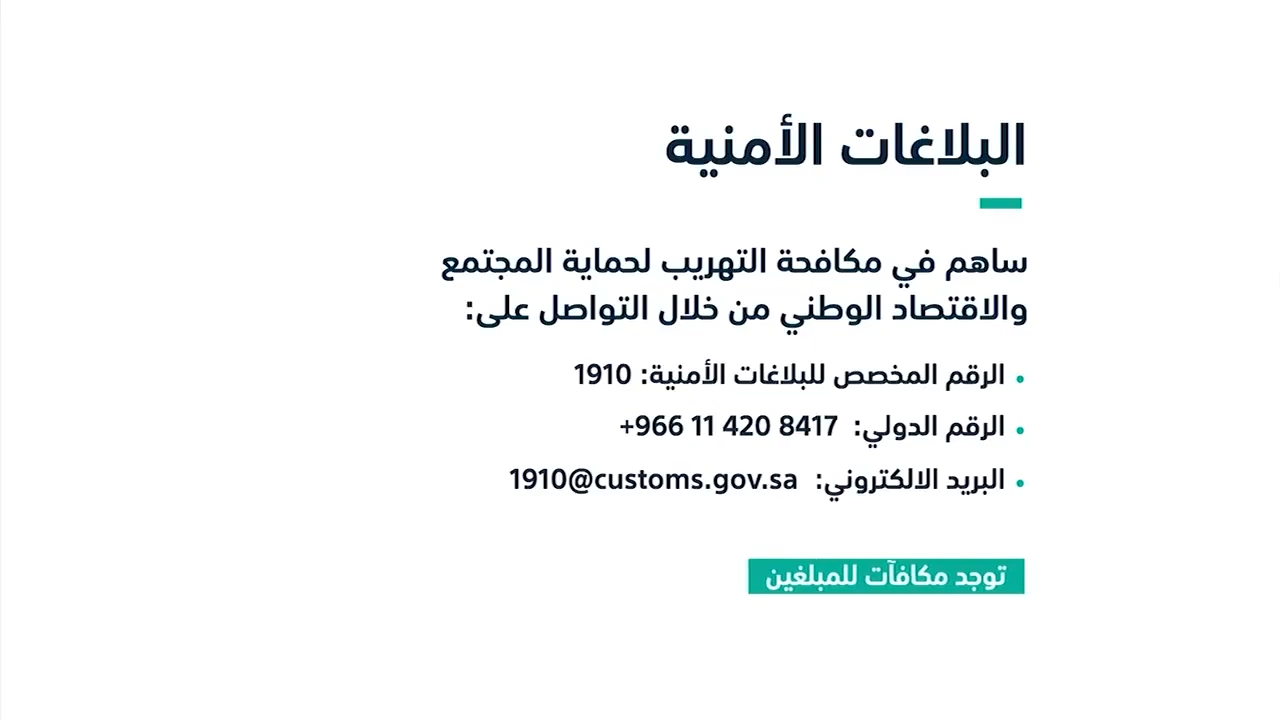 البلاغات الأمنية
ساهم في مكافحة التهريب لحماية المجتمع
والاقتصاد الوطني من خلال التواصل على:
• الرقم المخصص للبلاغات الأمنية: 1910
• الرقم الدولي: +966 11 420 8417
• البريد الالكتروني: 1910@customs.gov.sa
توجد مكافآت للمبلغين